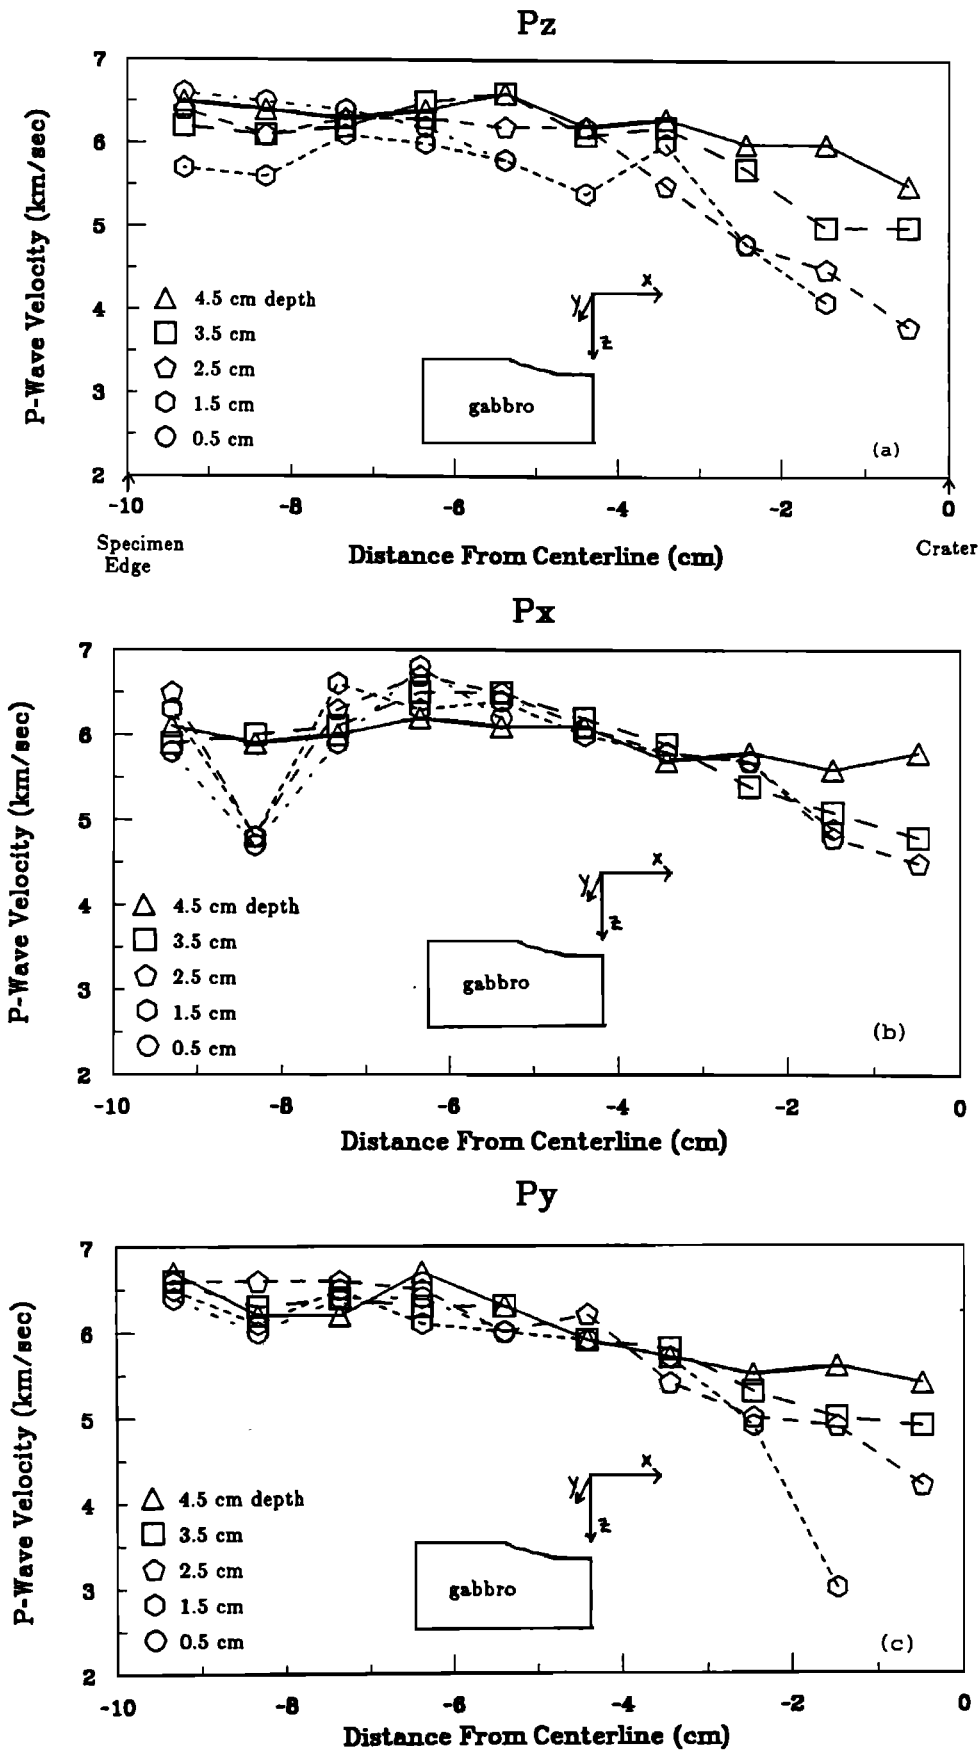 Pz
7
6
5
4
3
2
P-Wave Velocity (km/sec)
4.5 cm depth
3.5 cm
2.5 cm
1.5 cm
0.5 cm
x
y
z
gabbro
(a)
-10 -8 -6 -4 -2 0
Specimen
Edge
Distance From Centerline (cm)
Crater
Px
7
6
5
4
3
2
P-Wave Velocity (km/sec)
4.5 cm depth
3.5 cm
2.5 cm
1.5 cm
0.5 cm
x
y
z
gabbro
(b)
-10 -8 -6 -4 -2 0
Distance From Centerline (cm)
Py
7
6
5
4
3
2
P-Wave Velocity (km/sec)
4.5 cm depth
3.5 cm
2.5 cm
1.5 cm
0.5 cm
x
y
z
gabbro
(c)
-10 -8 -6 -4 -2 0
Distance From Centerline (cm)